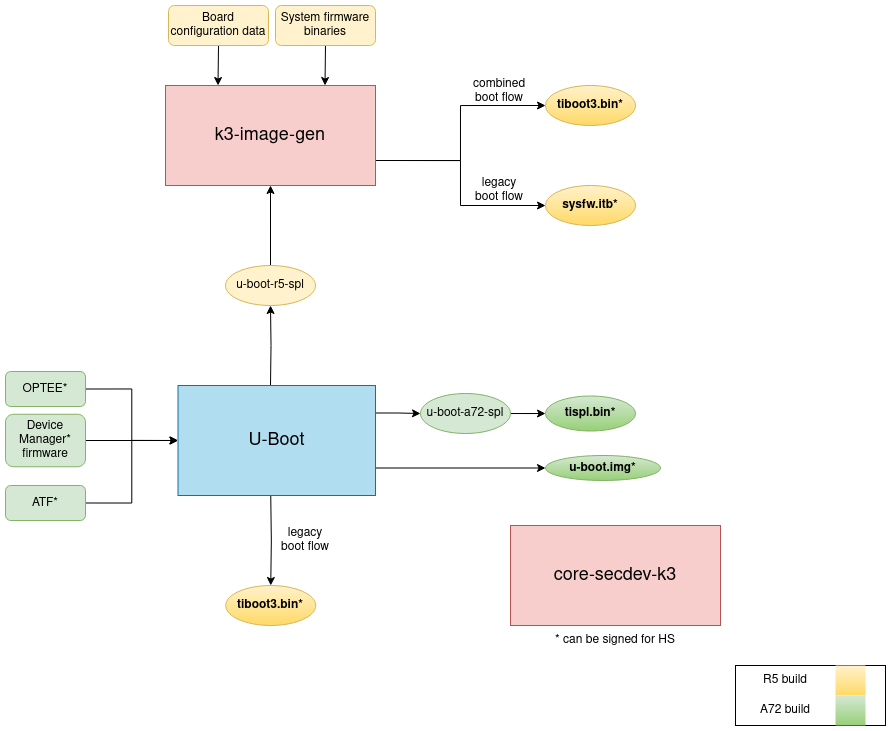 Board
configuration data
System firmware
binaries
k3-image-gen
combined
boot flow
tiboot3.bin*
legacy
boot flow
sysfw.itb*
u-boot-r5-spl
OPTEE*
Device
Manager*
firmware
ATF*
U-Boot
u-boot-a72-spl
tispl.bin*
u-boot.img*
legacy
boot flow
tiboot3.bin*
core-secdev-k3
* can be signed for HS
R5 build
A72 build